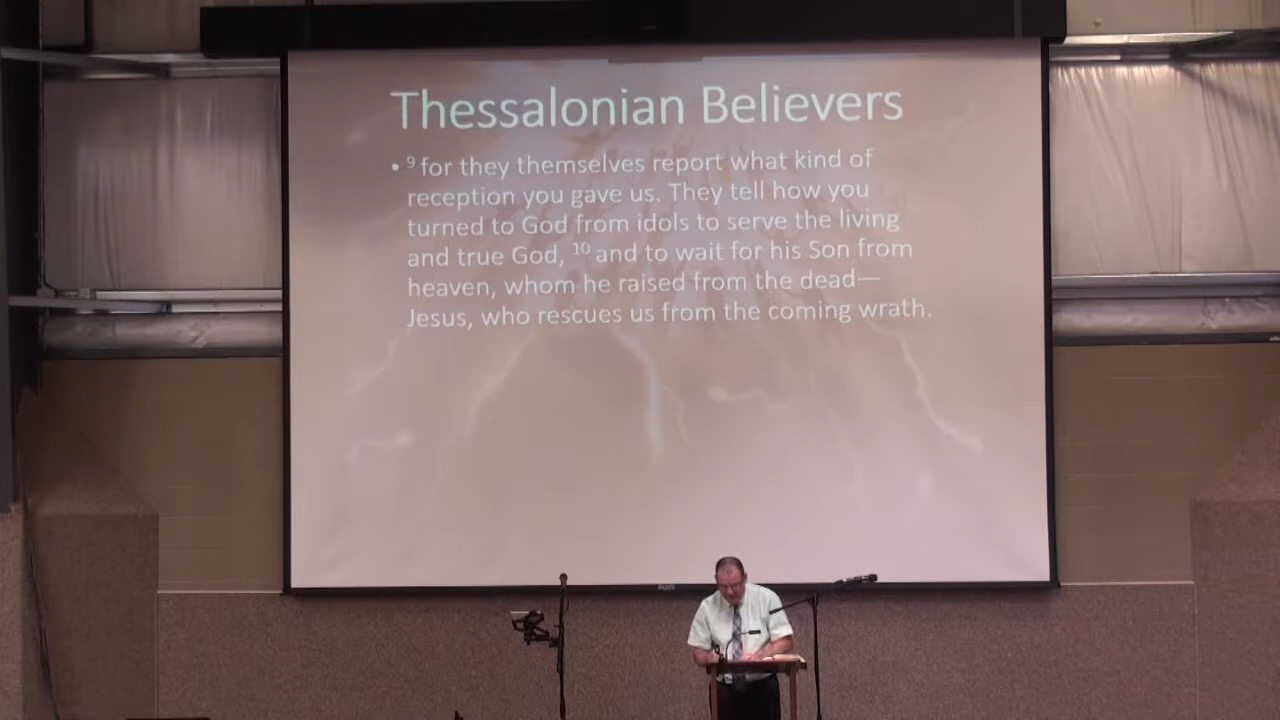 Thessalonian Believers
• ⁹ for they themselves report what kind of
reception you gave us. They tell how you
turned to God from idols to serve the living
and true God, ¹⁰ and to wait for his Son from
heaven, whom he raised from the dead—
Jesus, who rescues us from the coming wrath.